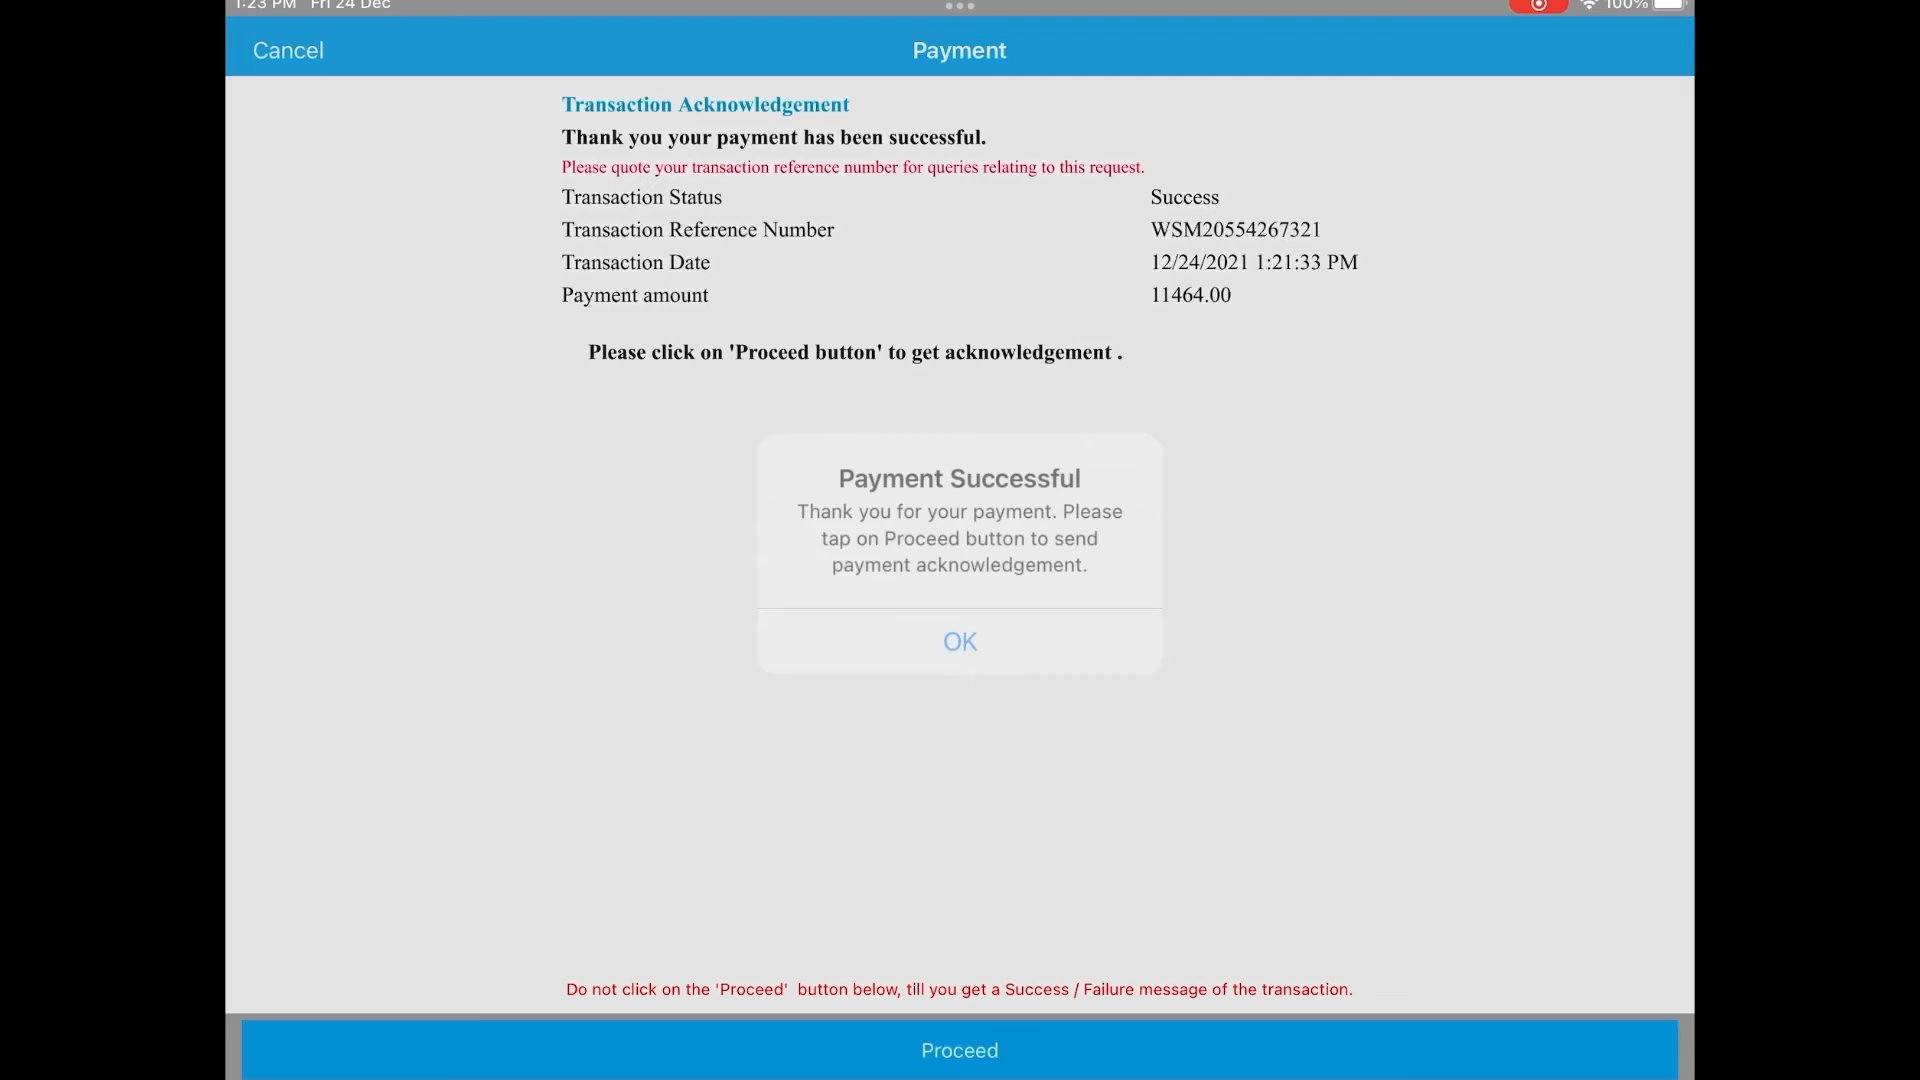 1:23 PM Fri 24 Dec
100%
Cancel
Payment
Transaction Acknowledgement
Thank you your payment has been successful.
Please quote your transaction reference number for queries relating to this request.
Transaction Status Success
Transaction Reference Number WSM20554267321
Transaction Date 12/24/2021 1:21:33 PM
Payment amount 11464.00
Please click on 'Proceed button' to get acknowledgement .
Payment Successful
Thank you for your payment. Please
tap on Proceed button to send
payment acknowledgement.
OK
Do not click on the 'Proceed' button below, till you get a Success / Failure message of the transaction.
Proceed